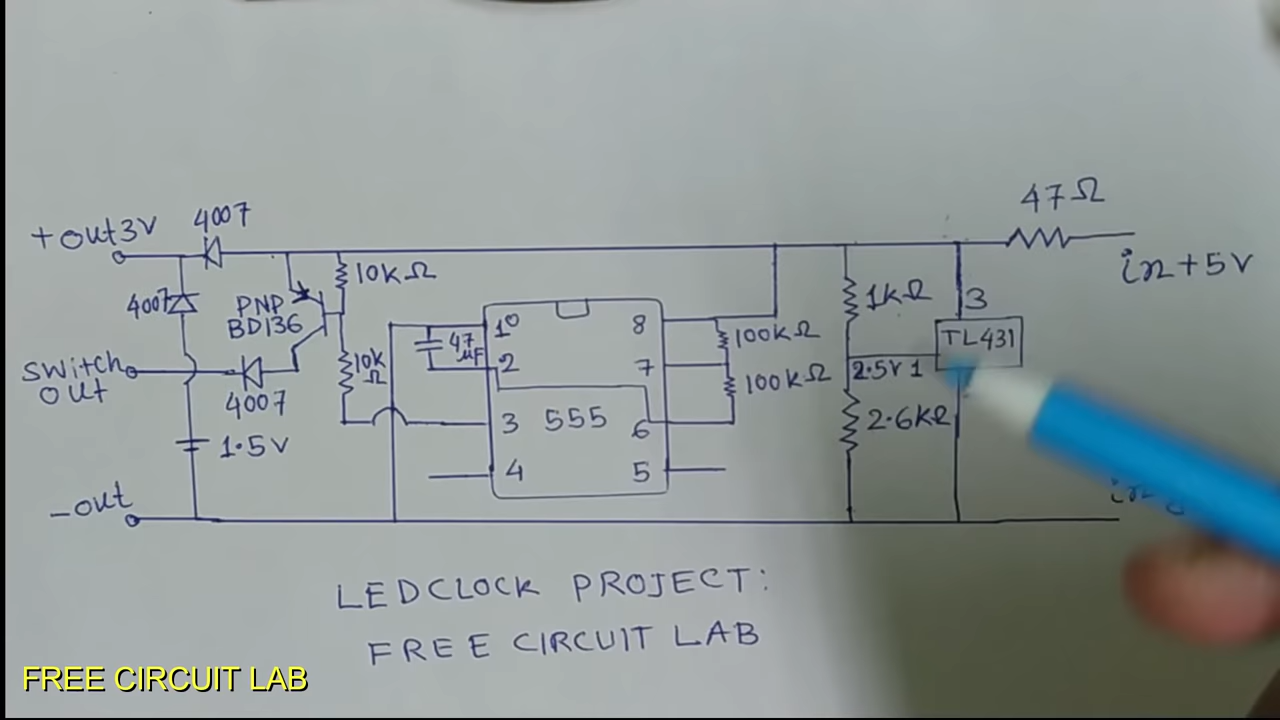 47Ω
+ out 3V
4007
in +5V
10KΩ
4007
PNP
BD136
1KΩ
3
TL431
1
8
100KΩ
47
µF
Switch
out
4007
10K
Ω
2
7
100KΩ
2.5V 1
3
555
6
2.6KΩ
1.5V
4
5
-out
LEDCLOCK PROJECT:
FREE CIRCUIT LAB
FREE CIRCUIT LAB